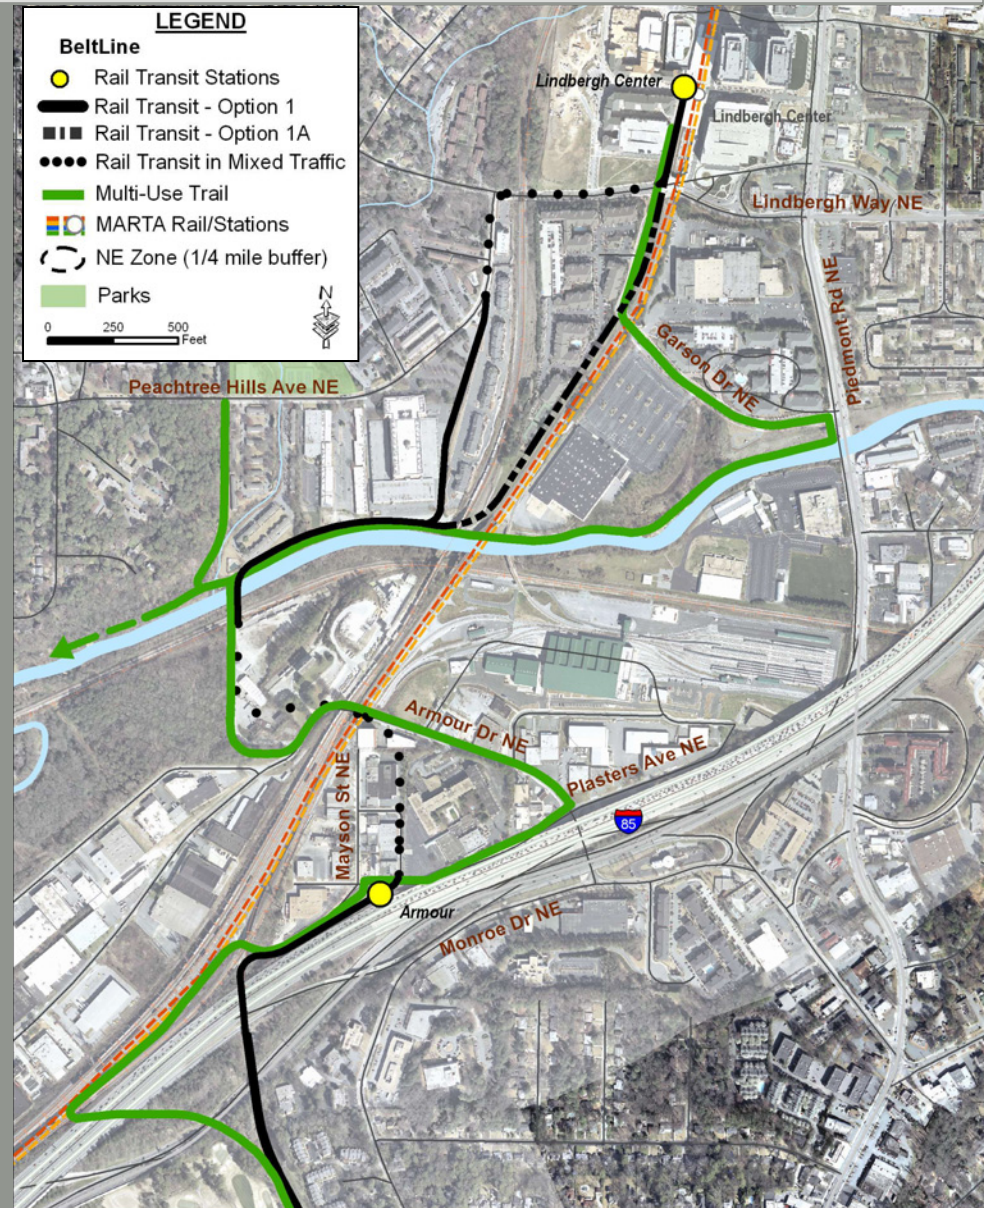 LEGEND
BeltLine
Rail Transit Stations
Rail Transit - Option 1
Rail Transit - Option 1A
Rail Transit in Mixed Traffic
Multi-Use Trail
MARTA Rail/Stations
NE Zone (1/4 mile buffer)
Parks
N
0 250 500
Feet
Lindbergh Center
Lindbergh Center
Lindbergh Way NE
Piedmont Rd NE
Garson Dr NE
Peachtree Hills Ave NE
Armour Dr NE
Plasters Ave NE
Mayson St NE
85
Armour
Monroe Dr NE